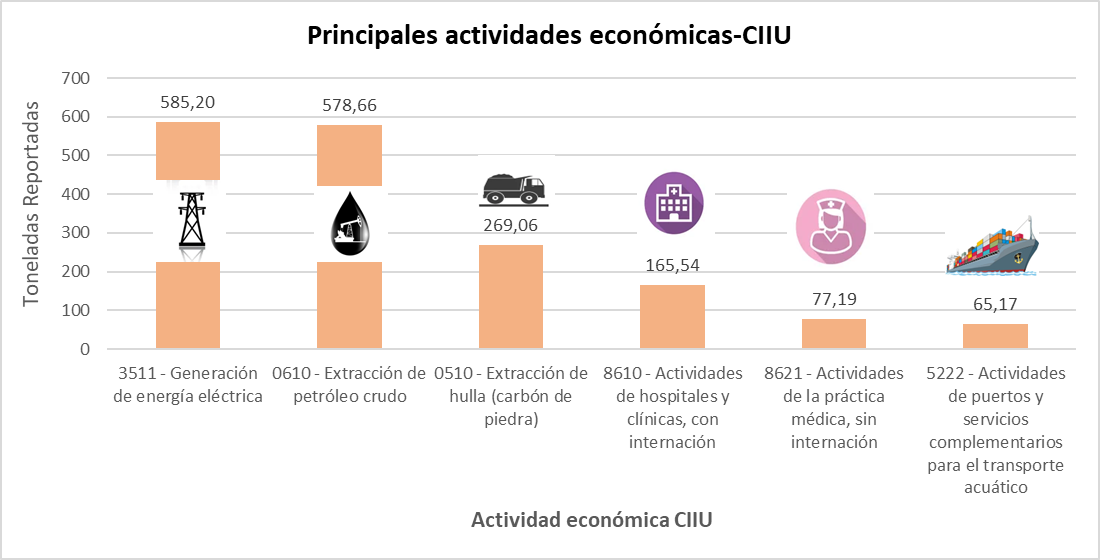 Principales actividades económicas-CIIU
Toneladas Reportadas
700
600
500
400
300
200
100
0
585,20
578,66
269,06
165,54
77,19
65,17
3511 - Generación
de energía eléctrica
0610 - Extracción de
petróleo crudo
0510 - Extracción de
hulla (carbón de
piedra)
8610 - Actividades
de hospitales y
clínicas, con
internación
8621 - Actividades
de la práctica
médica, sin
internación
5222 - Actividades
de puertos y
servicios
complementarios
para el transporte
acuático
Actividad económica CIIU